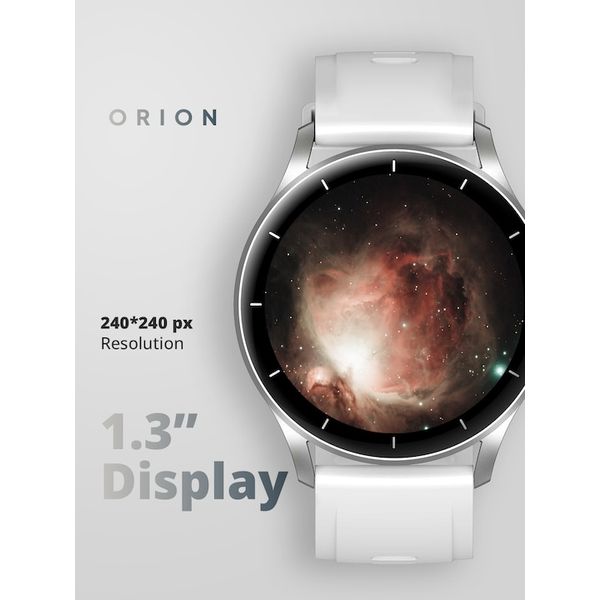 ORION
240*240 px
Resolution
1.3”
Display